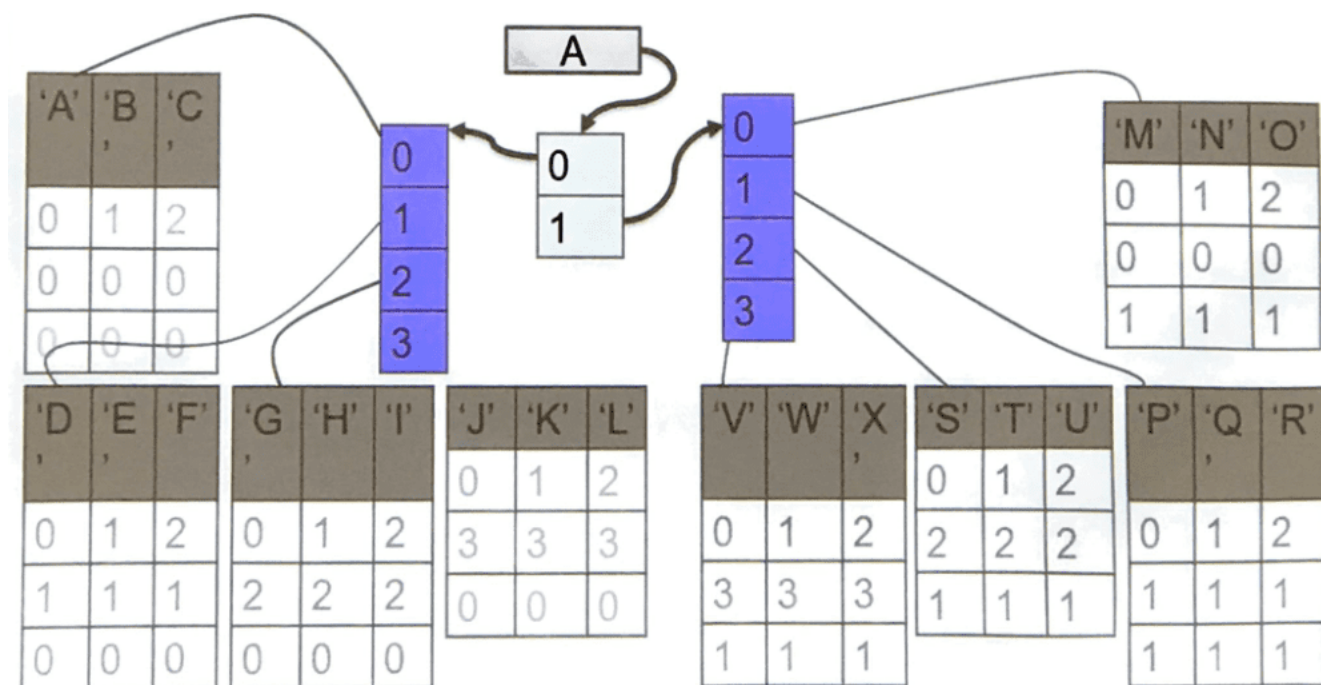 A
0
1
‘A’ ‘B ‘C
’ ’
0 1 2
0 0 0
0 0 0
0
1
2
3
0
1
2
3
‘M’ ‘N’ ‘O’
0 1 2
0 0 0
1 1 1
‘D ‘E ‘F’
’ ’
0 1 2
1 1 1
0 0 0
‘G ‘H’ ‘I’
’
0 1 2
2 2 2
0 0 0
‘J’ ‘K’ ‘L’
0 1 2
3 3 3
0 0 0
‘V’ ‘W’ ‘X
’
0 1 2
3 3 3
1 1 1
‘S’ ‘T’ ‘U’
0 1 2
2 2 2
1 1 1
‘P’ ‘Q ‘R’
’
0 1 2
1 1 1
1 1 1